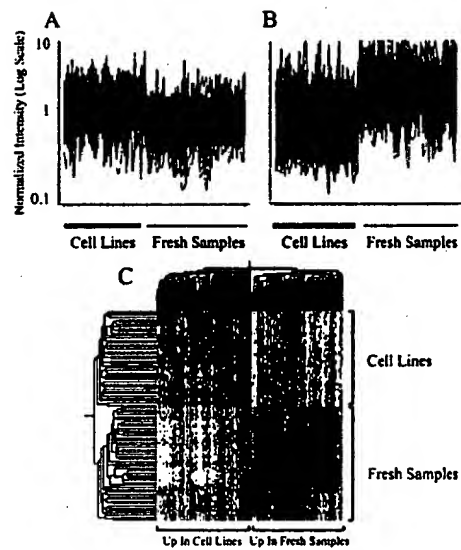 A
B
Normalized Intensity (Log Scale)
10
1
0.1
Cell Lines
Fresh Samples
Cell Lines
Fresh Samples
C
Cell Lines
Fresh Samples
Up In Cell Lines
Up In Fresh Samples